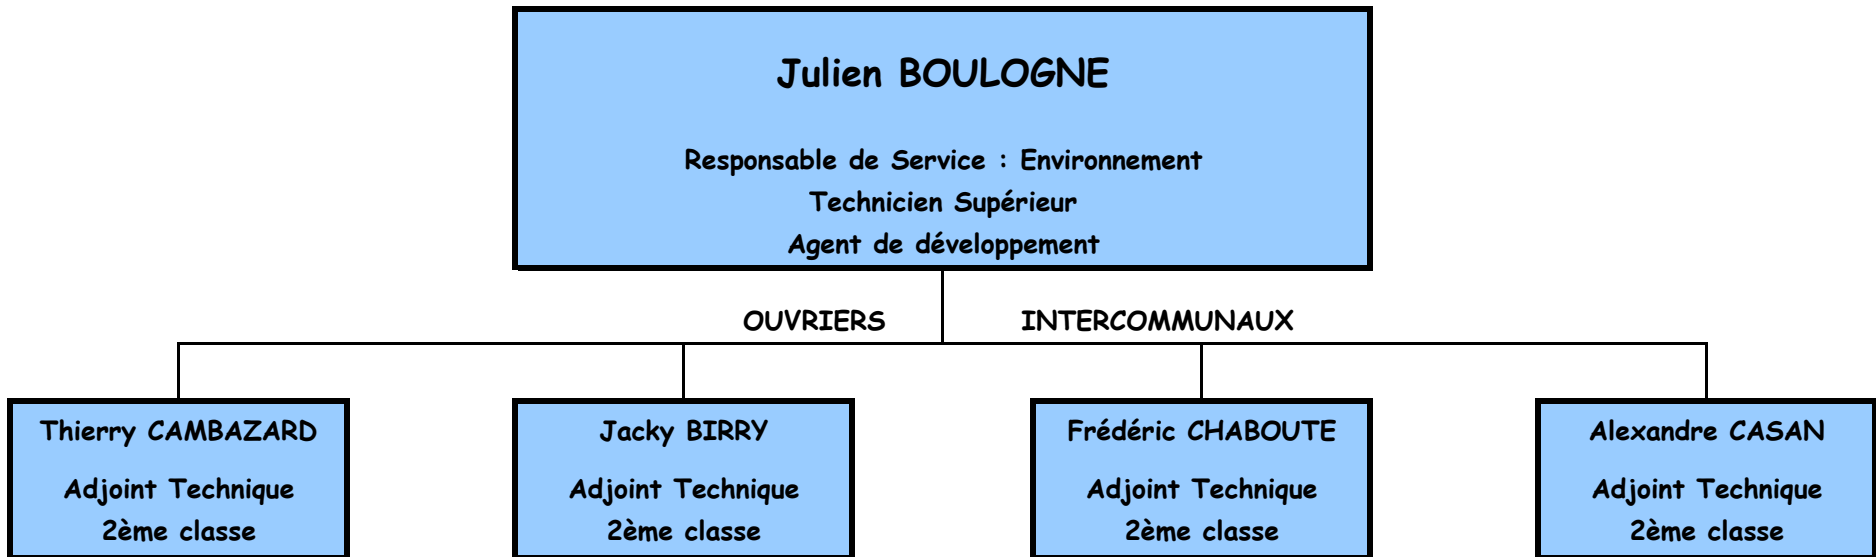 Julien BOULOGNE
Responsable de Service : Environnement
Technicien Supérieur
Agent de développement
OUVRIERS INTERCOMMUNAUX
Thierry CAMBAZARD
Adjoint Technique
2ème classe
Jacky BIRRY
Adjoint Technique
2ème classe
Frédéric CHABOUTE
Adjoint Technique
2ème classe
Alexandre CASAN
Adjoint Technique
2ème classe